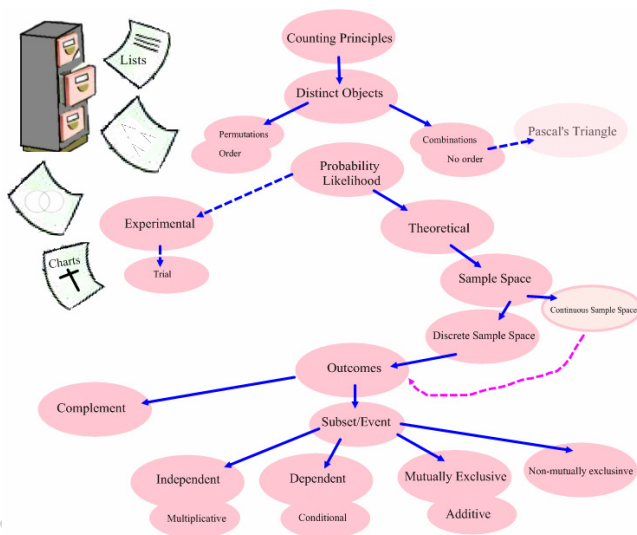 Counting Principles
Lists
Distinct Objects
Permutations
Order
Combinations
No order
Pascal's Triangle
Probability
Likelihood
Experimental
Theoretical
Charts
Trial
Sample Space
Continuous Sample Space
Discrete Sample Space
Outcomes
Complement
Subset/Event
Independent
Dependent
Mutually Exclusive
Non-mutually exclusinve
Multiplicative
Conditional
Additive